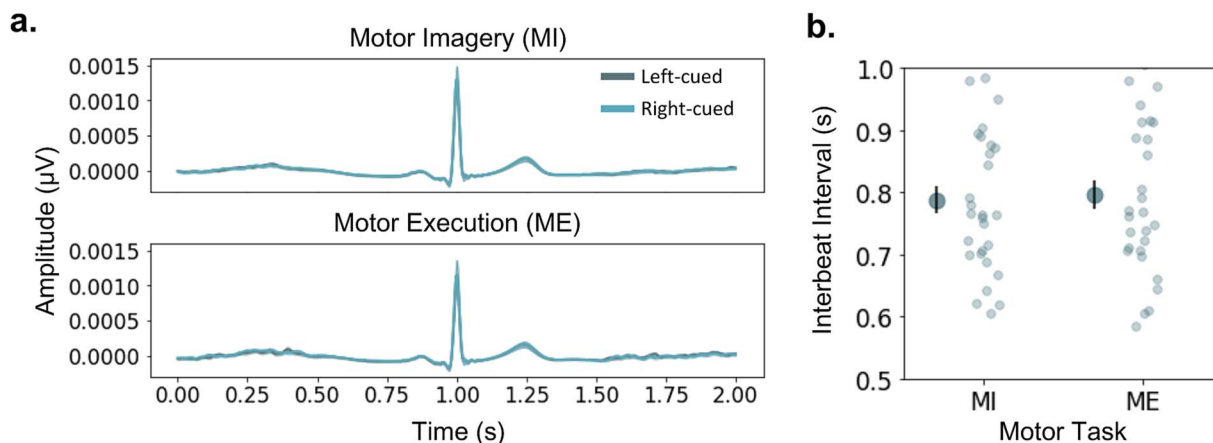 a.
Motor Imagery (MI)
0.0015
0.0010
0.0005
0.0000
Left-cued
Right-cued
Motor Execution (ME)
0.0015
0.0010
0.0005
0.0000
Amplitude (μV)
0.00 0.25 0.50 0.75 1.00 1.25 1.50 1.75 2.00
Time (s)
b.
1.0
0.9
0.8
0.7
0.6
0.5
Interbeat Interval (s)
MI ME
Motor Task